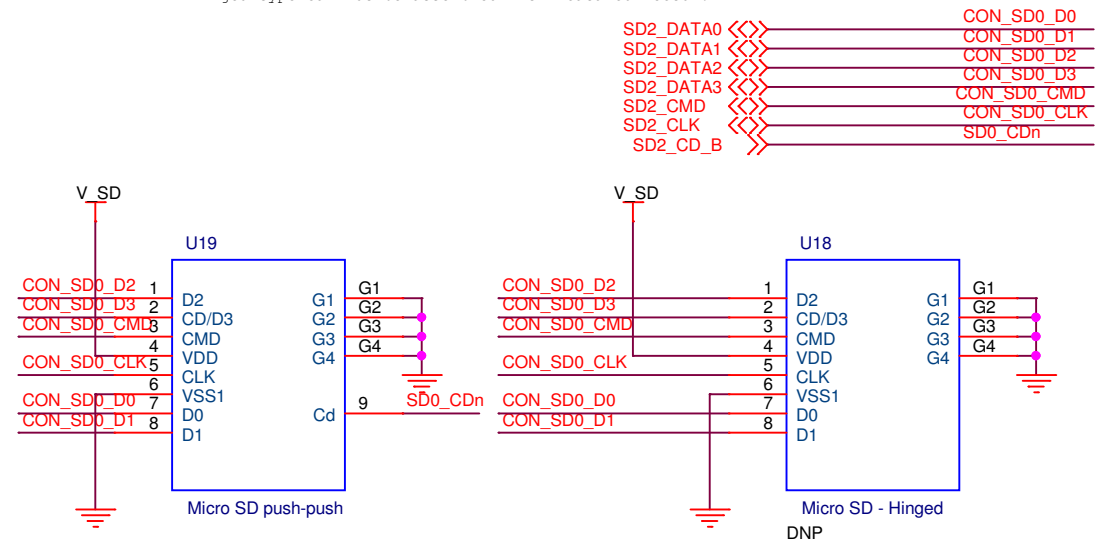 CON_SD0_D0
SD2_DATA0
CON_SD0_D1
SD2_DATA1
CON_SD0_D2
SD2_DATA2
CON_SD0_D3
SD2_DATA3
CON_SD0_CMD
SD2_CMD
CON_SD0_CLK
SD2_CLK
SD0_CDn
SD2_CD_B
V_SD
U19
CON_SD0_D2 1 D2 G1 G1
CON_SD0_D3 2 CD/D3 G2 G2
CON_SD0_CMD 3 CMD G3 G3
4 VDD G4 G4
CON_SD0_CLK 5 CLK
6 VSS1
CON_SD0_D0 7 D0 Cd 9 SD0_CDn
CON_SD0_D1 8 D1
Micro SD push-push
V_SD
U18
CON_SD0_D2 1 D2 G1 G1
CON_SD0_D3 2 CD/D3 G2 G2
CON_SD0_CMD 3 CMD G3 G3
4 VDD G4 G4
CON_SD0_CLK 5 CLK
6 VSS1
CON_SD0_D0 7 D0
CON_SD0_D1 8 D1
Micro SD - Hinged
DNP